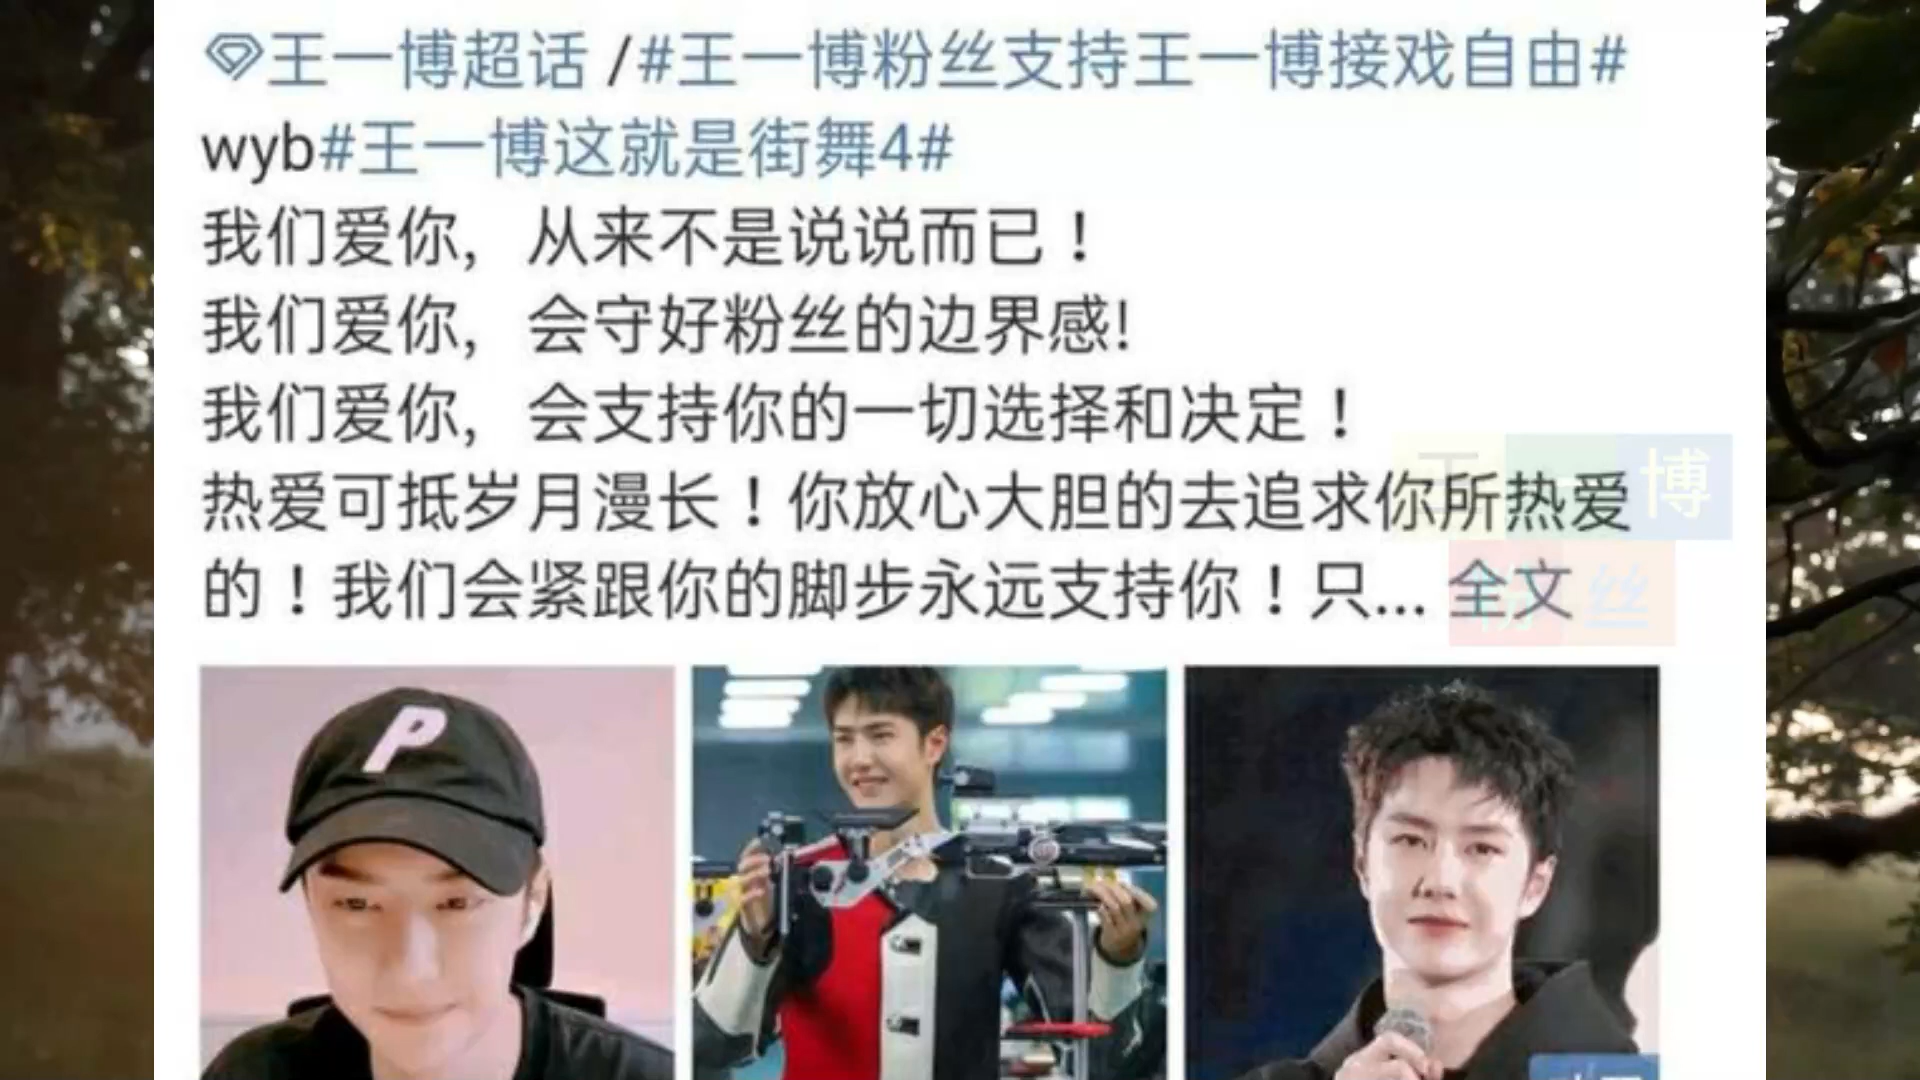 王一博超话 /#王一博粉丝支持王一博接戏自由#
wyb#王一博这就是街舞4#
我们爱你，从来不是说说而已！
我们爱你，会守好粉丝的边界感!
我们爱你，会支持你的一切选择和决定！
热爱可抵岁月漫长！你放心大胆的去追求你所热爱
的！我们会紧跟你的脚步永远支持你！只... 全文
王一博
粉丝
P